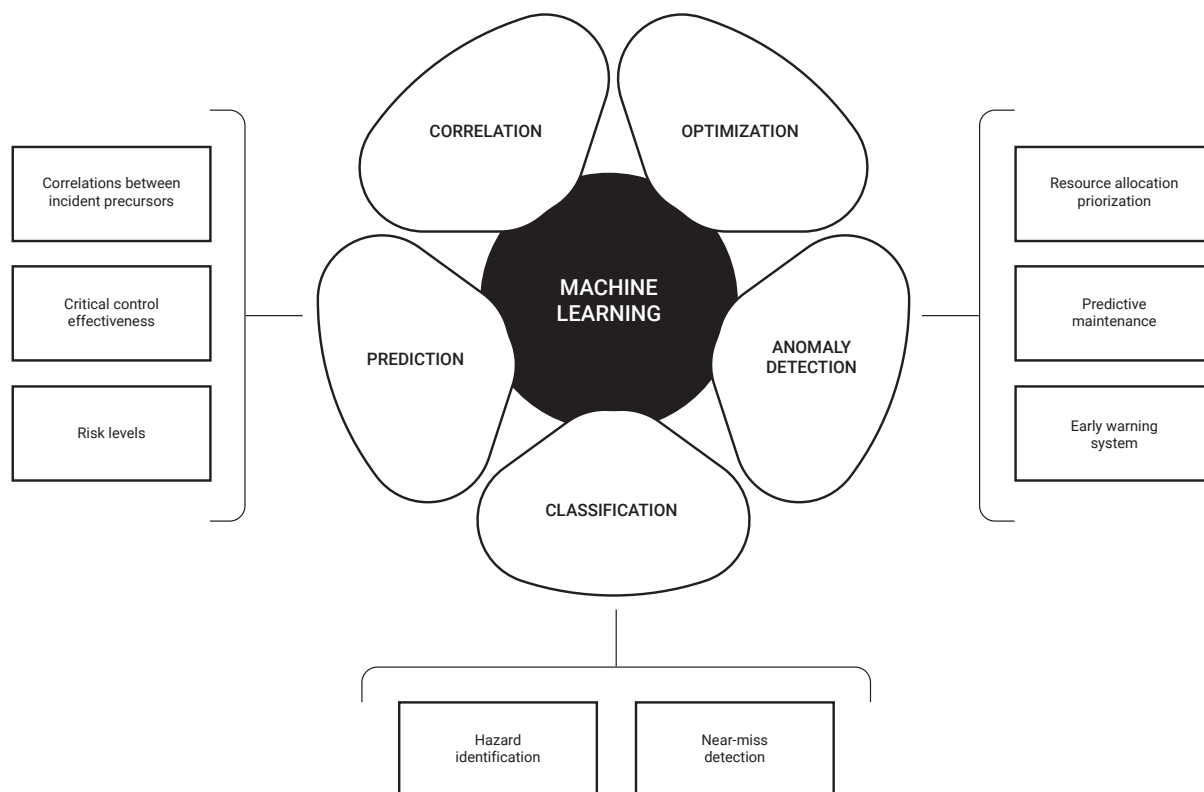 CORRELATION
OPTIMIZATION
Correlations between
incident precursors
Resource allocation
priorization
MACHINE
LEARNING
Critical control
effectiveness
Predictive
maintenance
PREDICTION
ANOMALY
DETECTION
Risk levels
Early warning
system
CLASSIFICATION
Hazard
identification
Near-miss
detection